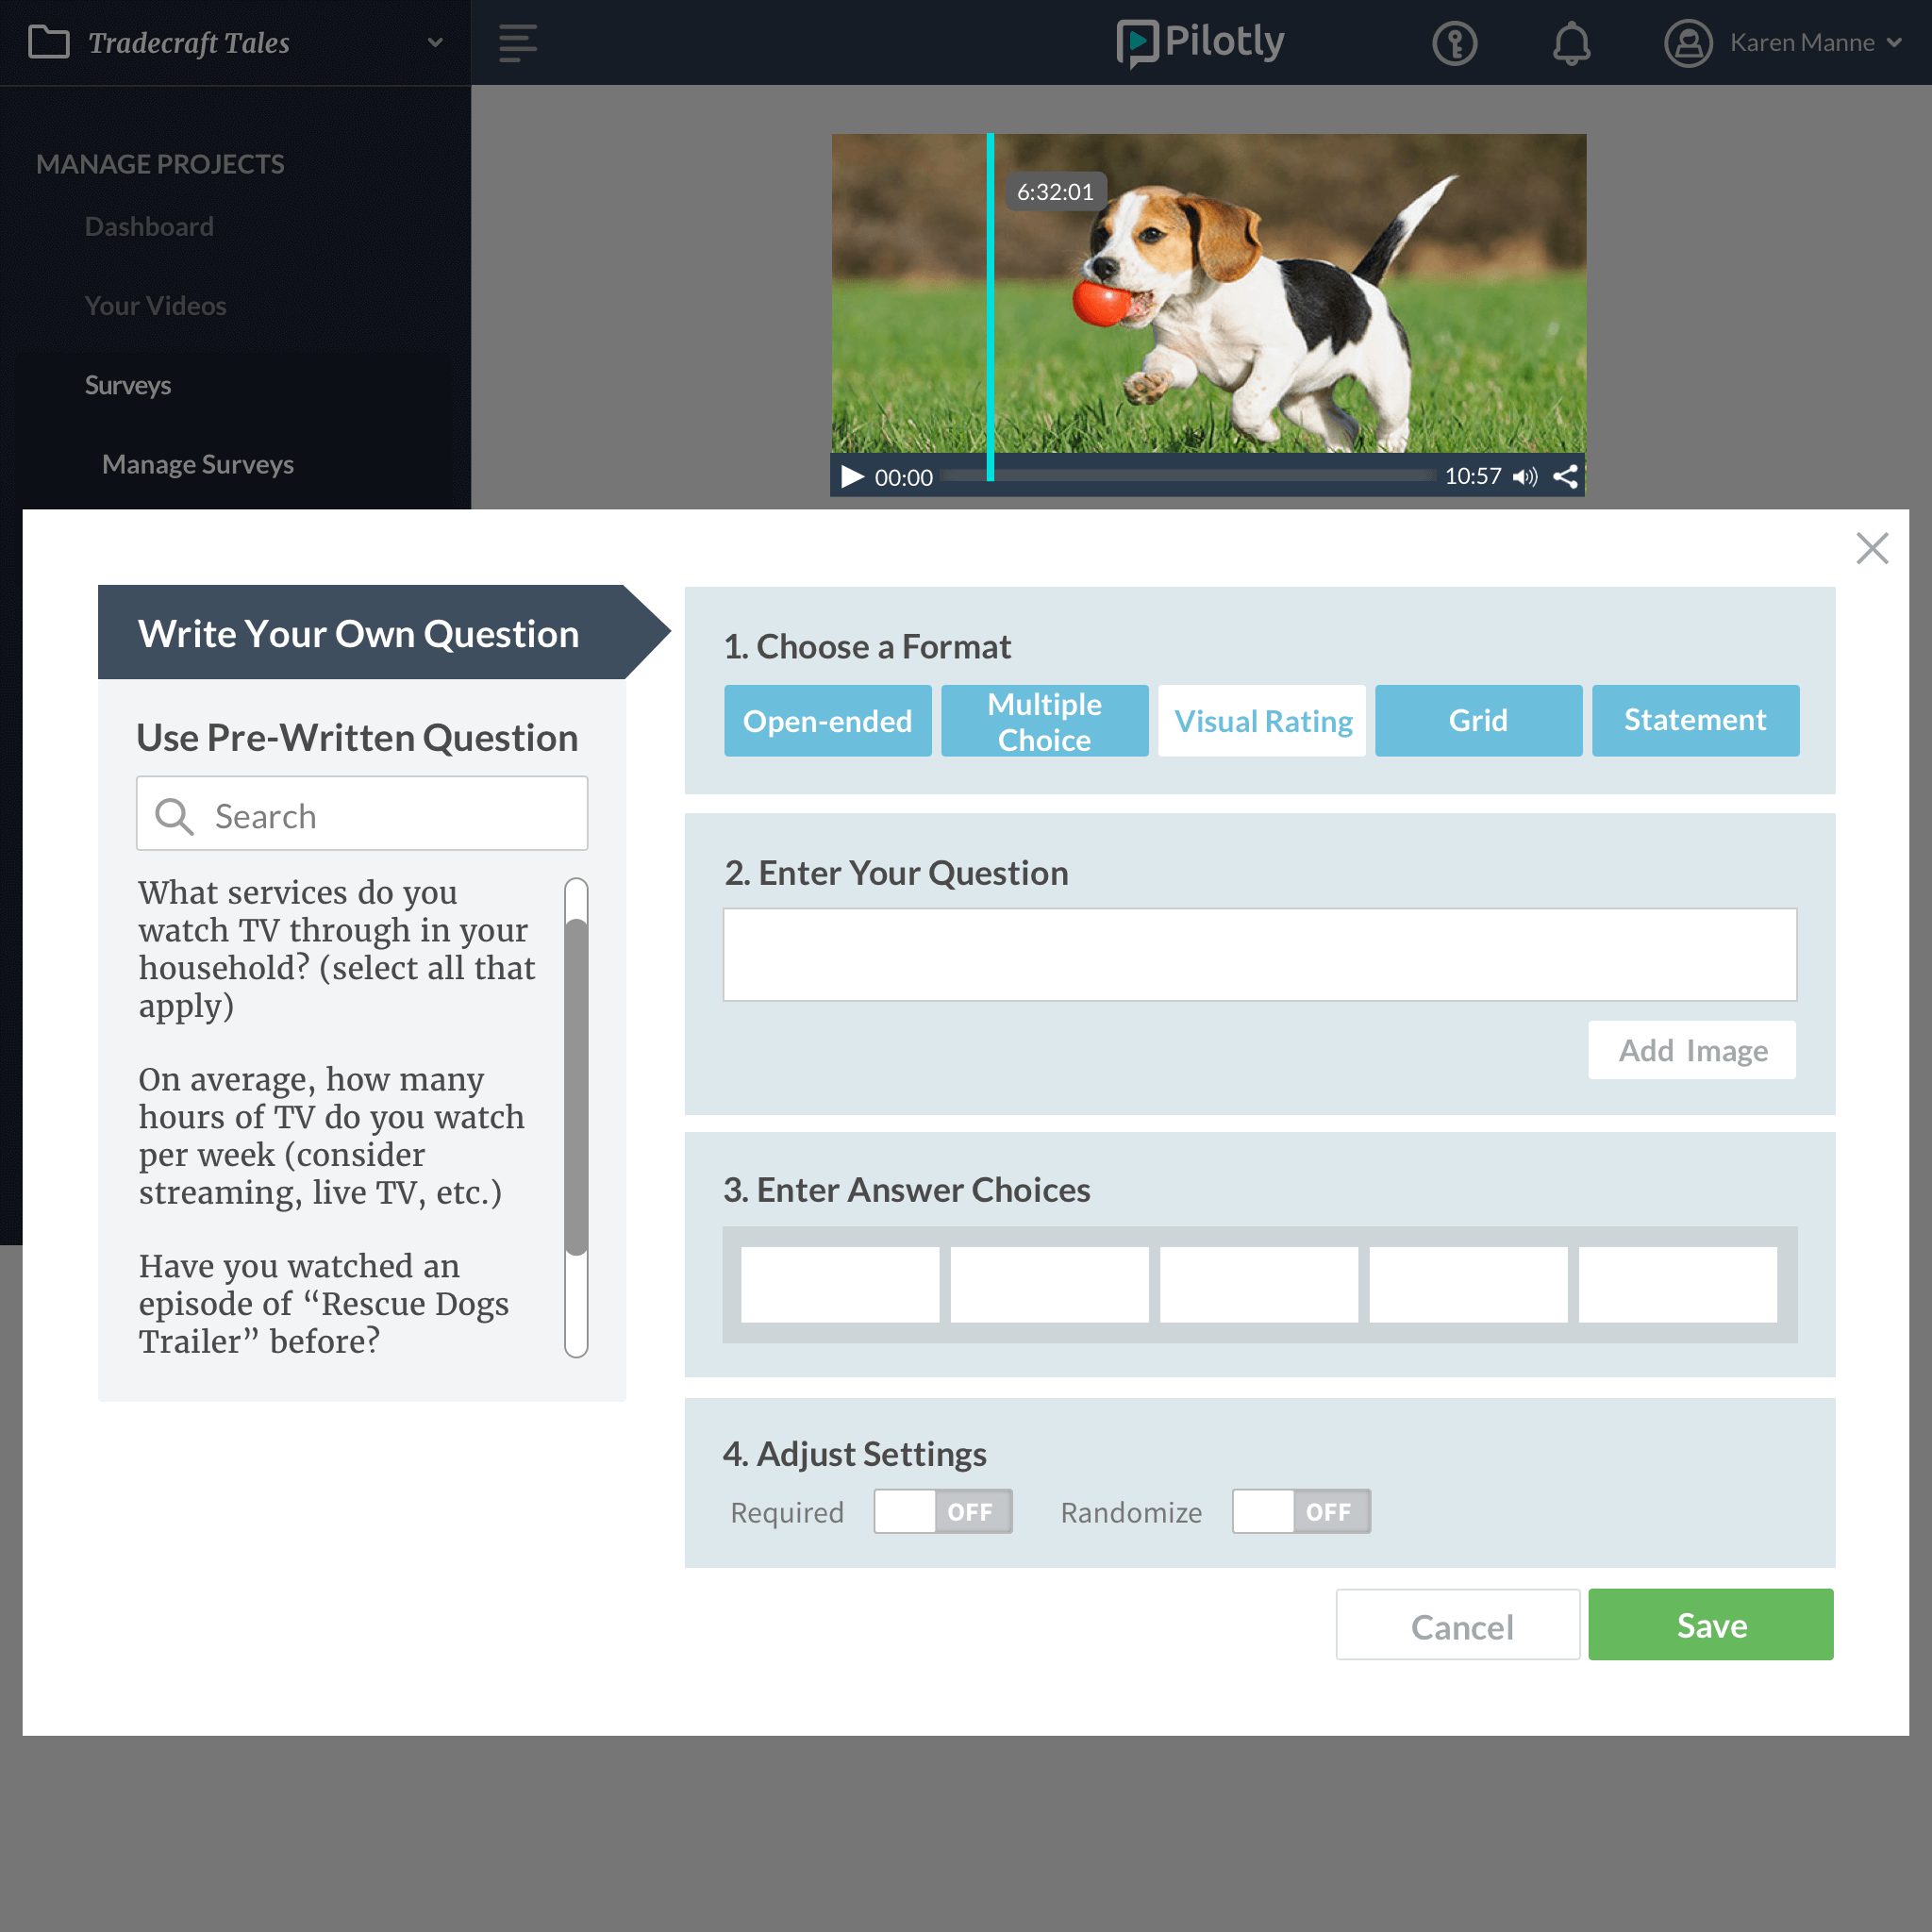 Tradecraft Tales
Pilotly
Karen Manne
MANAGE PROJECTS
Dashboard
Your Videos
Surveys
Manage Surveys
6:32:01
00:00
10:57
Write Your Own Question
Use Pre-Written Question
Search
What services do you
watch TV through in your
household? (select all that
apply)
On average, how many
hours of TV do you watch
per week (consider
streaming, live TV, etc.)
Have you watched an
episode of “Rescue Dogs
Trailer” before?
1. Choose a Format
Open-ended
Multiple
Choice
Visual Rating
Grid
Statement
2. Enter Your Question
Add Image
3. Enter Answer Choices
4. Adjust Settings
Required
OFF
Randomize
OFF
Cancel
Save